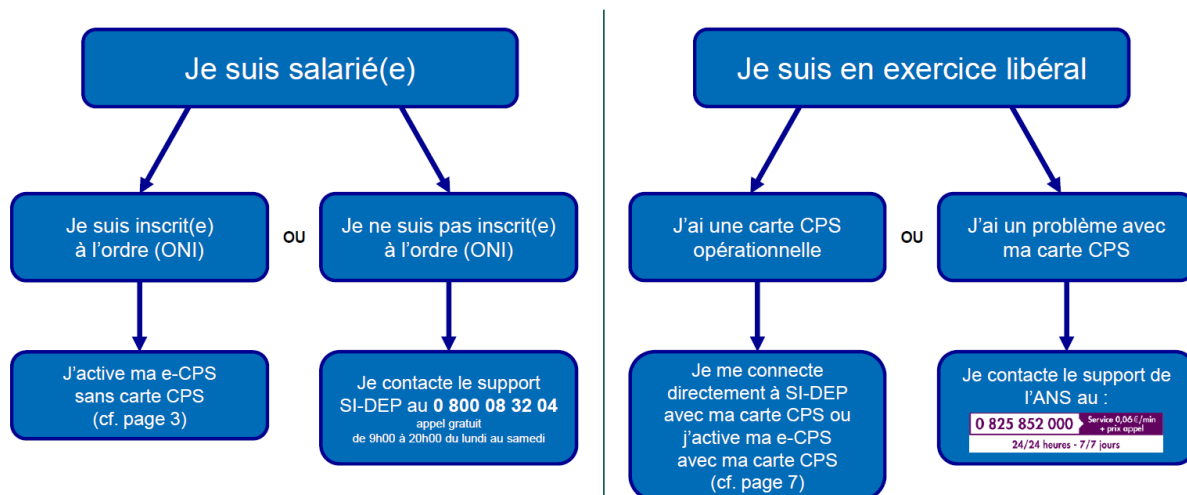 Je suis salarié(e)
Je suis inscrit(e)
à l'ordre (ONI)
OU
Je ne suis pas inscrit(e)
à l'ordre (ONI)
J'active ma e-CPS
sans carte CPS
(cf. page 3)
Je contacte le support
SI-DEP au 0 800 08 32 04
appel gratuit
de 9h00 à 20h00 du lundi au samedi
Je suis en exercice libéral
J'ai une carte CPS
opérationnelle
OU
J'ai un problème avec
ma carte CPS
Je me connecte
directement à SI-DEP
avec ma carte CPS ou
j'active ma e-CPS
avec ma carte CPS
(cf. page 7)
Je contacte le support de
l'ANS au :
0 825 852 000
Service 0,06 €/min
+ prix appel
24/24 heures - 7/7 jours